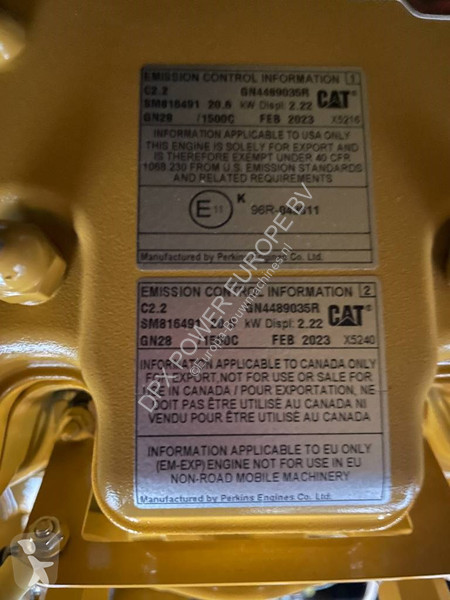 EMISSION CONTROL INFORMATION 1
C2.2 GN4489035R
SM816491 20.6 kW Displ: 2.22 CAT®
GN28 /1500C FEB 2023 X5216
INFORMATION APPLICABLE TO USA ONLY
THIS ENGINE IS SOLELY FOR EXPORT AND
IS THEREFORE EXEMPT UNDER 40 CFR
1068.230 FROM U.S. EMISSION STANDARDS
AND RELATED REQUIREMENTS
E 11 K
Manufactured by Perkins Engines Co. Ltd.
EMISSION CONTROL INFORMATION 2
C2.2 GN4489035R
SM816491 kW Displ: 2.22 CAT®
GN28 1500C FEB 2023 X5240
INFORMATION APPLICABLE TO CANADA ONLY
FOR EXPORT, NOT FOR USE OR SALE FOR
USE IN CANADA / POUR EXPORTATION, NE
DOIT PAS ÊTRE UTILISÉ AU CANADA NI
VENDU POUR ÊTRE UTILISÉ AU CANADA
INFORMATION APPLICABLE TO EU ONLY
(EM-EXP) ENGINE NOT FOR USE IN EU
NON-ROAD MOBILE MACHINERY
Manufactured by Perkins Engines Co. Ltd.
DPX POWER EUROPE BV